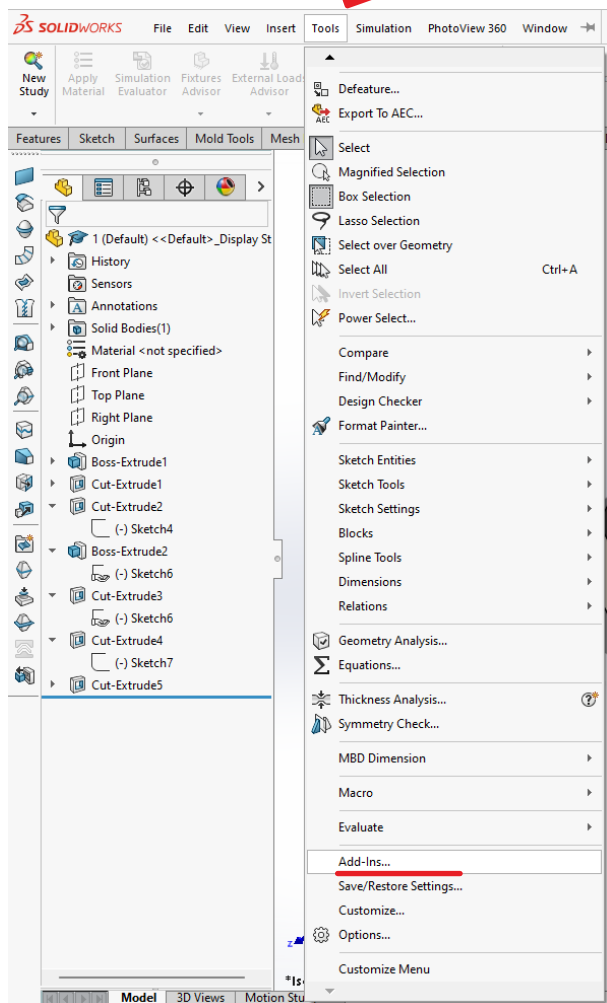 SOLIDWORKS File Edit View Insert Tools Simulation PhotoView 360 Window
New Study
Apply Material
Simulation Evaluator
Fixtures Advisor
External Loads Advisor
Features Sketch Surfaces Mold Tools Mesh
1 (Default) <<Default>_Display St
History
Sensors
A Annotations
Solid Bodies(1)
Material <not specified>
Front Plane
Top Plane
Right Plane
Origin
Boss-Extrude1
Cut-Extrude1
Cut-Extrude2
(-) Sketch4
Boss-Extrude2
(-) Sketch6
Cut-Extrude3
(-) Sketch6
Cut-Extrude4
(-) Sketch7
Cut-Extrude5
Defeature...
AEC Export To AEC...
Select
Magnified Selection
Box Selection
Lasso Selection
Select over Geometry
Select All Ctrl+A
Invert Selection
Power Select...
Compare
Find/Modify
Design Checker
Format Painter...
Sketch Entities
Sketch Tools
Sketch Settings
Blocks
Spline Tools
Dimensions
Relations
Geometry Analysis...
Σ Equations...
Thickness Analysis...
Symmetry Check...
MBD Dimension
Macro
Evaluate
Add-Ins...
Save/Restore Settings...
Customize...
Options...
Customize Menu
z
*Is
Model 3D Views Motion Stu